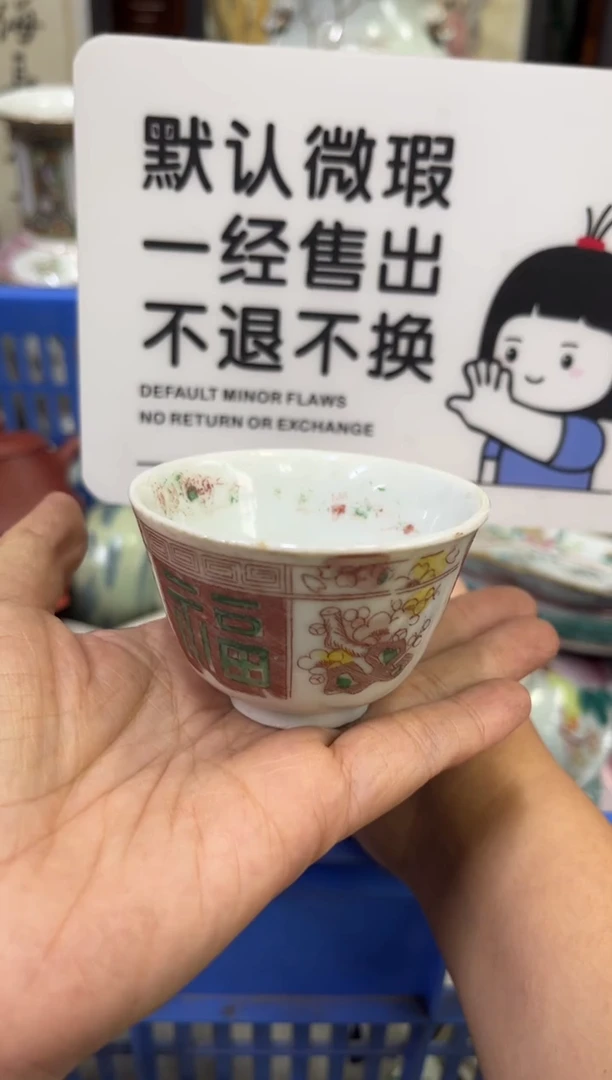 默认微瑕
一经售出
不退不换
DEFAULT MINOR FLAWS
NO RETURN OR EXCHANGE
福